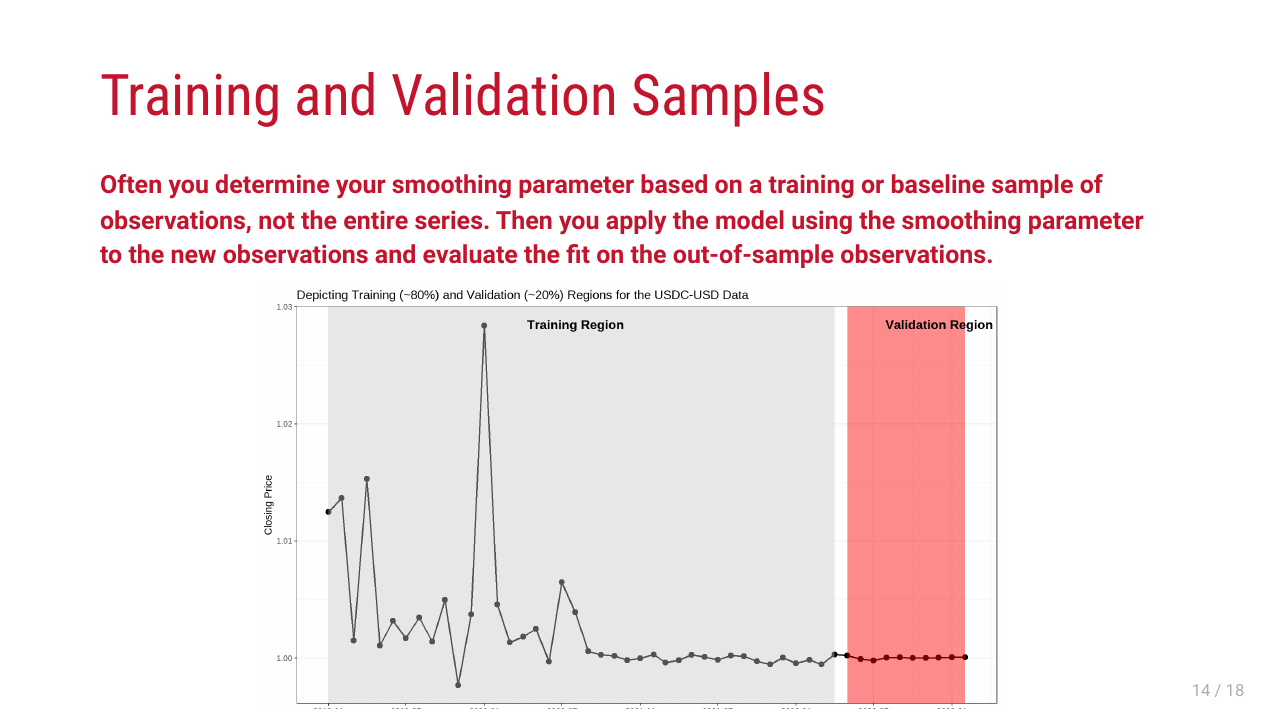 Training and Validation Samples
Often you determine your smoothing parameter based on a training or baseline sample of
observations, not the entire series. Then you apply the model using the smoothing parameter
to the new observations and evaluate the fit on the out-of-sample observations.
Depicting Training (~80%) and Validation (~20%) Regions for the USDC-USD Data
1.03
Training Region
Validation Region
1.02
Closing Price
1.01
1.00
14 / 18